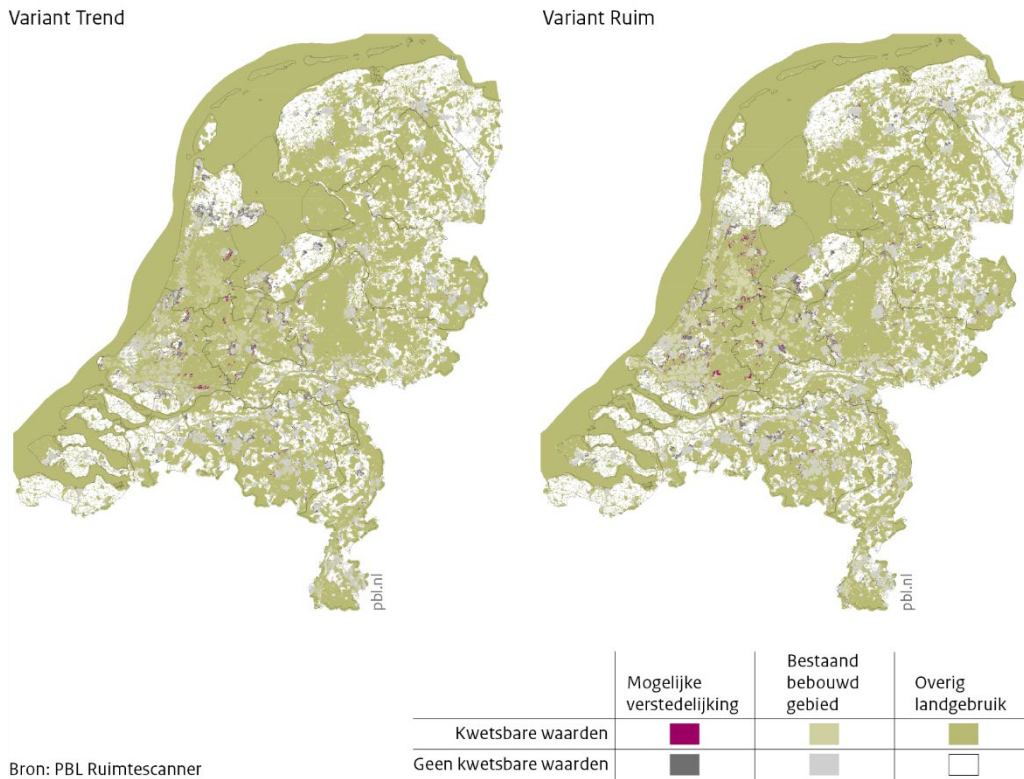 Variant Trend
Variant Ruim
pbl.nl
pbl.nl
Mogelijke verstedelijking
Bestaand bebouwd gebied
Overig landgebruik
Kwetsbare waarden
Geen kwetsbare waarden
Bron: PBL Ruimtescanner